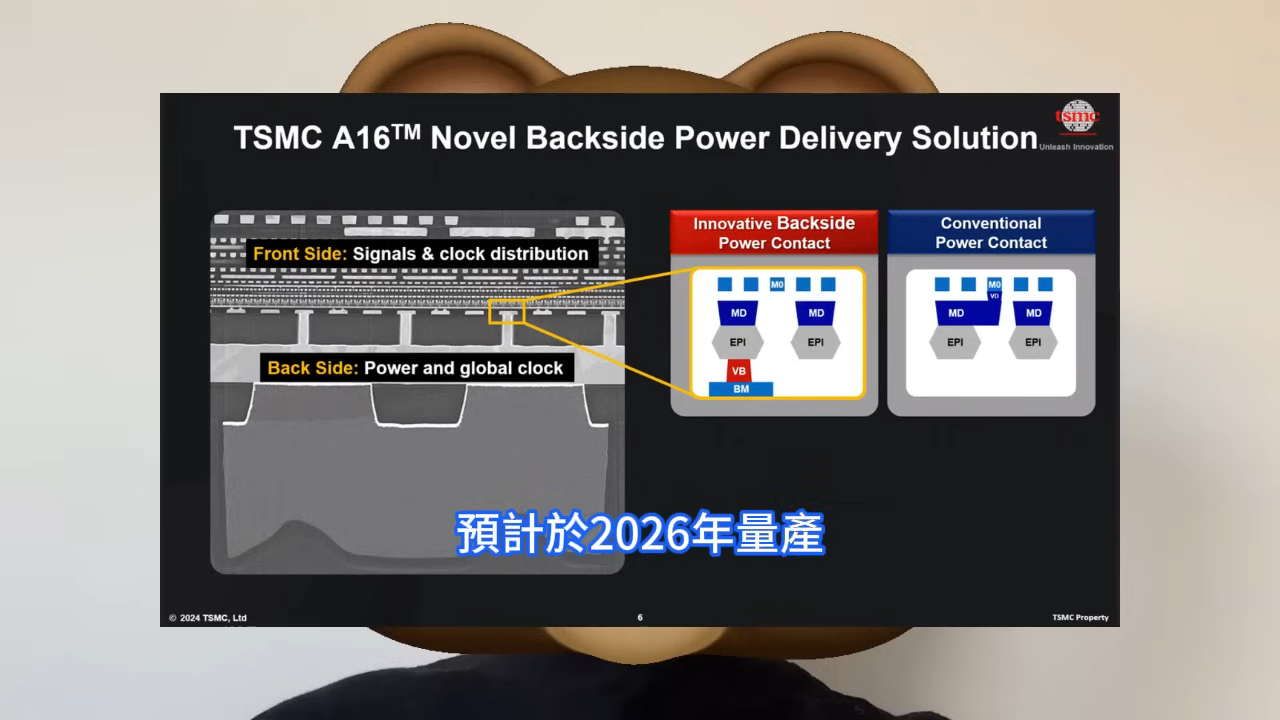 TSMC A16™ Novel Backside Power Delivery Solution
tsmc
Unleash Innovation
Front Side: Signals & clock distribution
Back Side: Power and global clock
Innovative Backside
Power Contact
M0
MD
MD
EPI
EPI
VB
BM
Conventional
Power Contact
M0
V0
MD
MD
EPI
EPI
預計於2026年量產
© 2024 TSMC, Ltd
6
TSMC Property